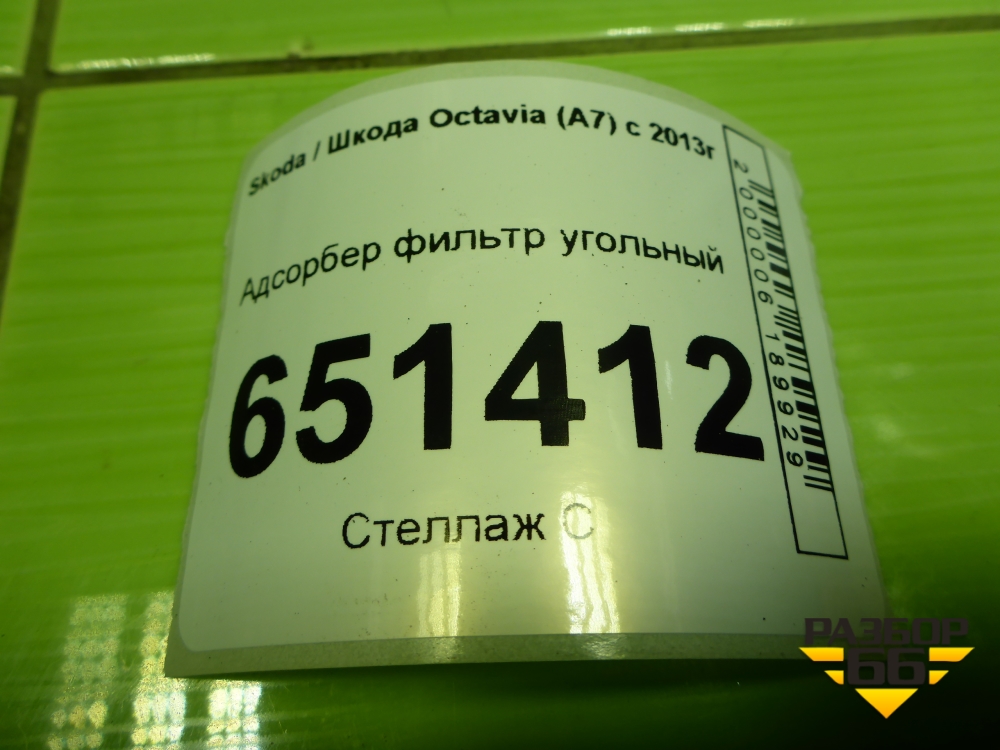 Skoda / Шкода Octavia (A7) с 2013г
Адсорбер фильтр угольный
651412
Стеллаж С
2000006189929
РАЗБОР
66